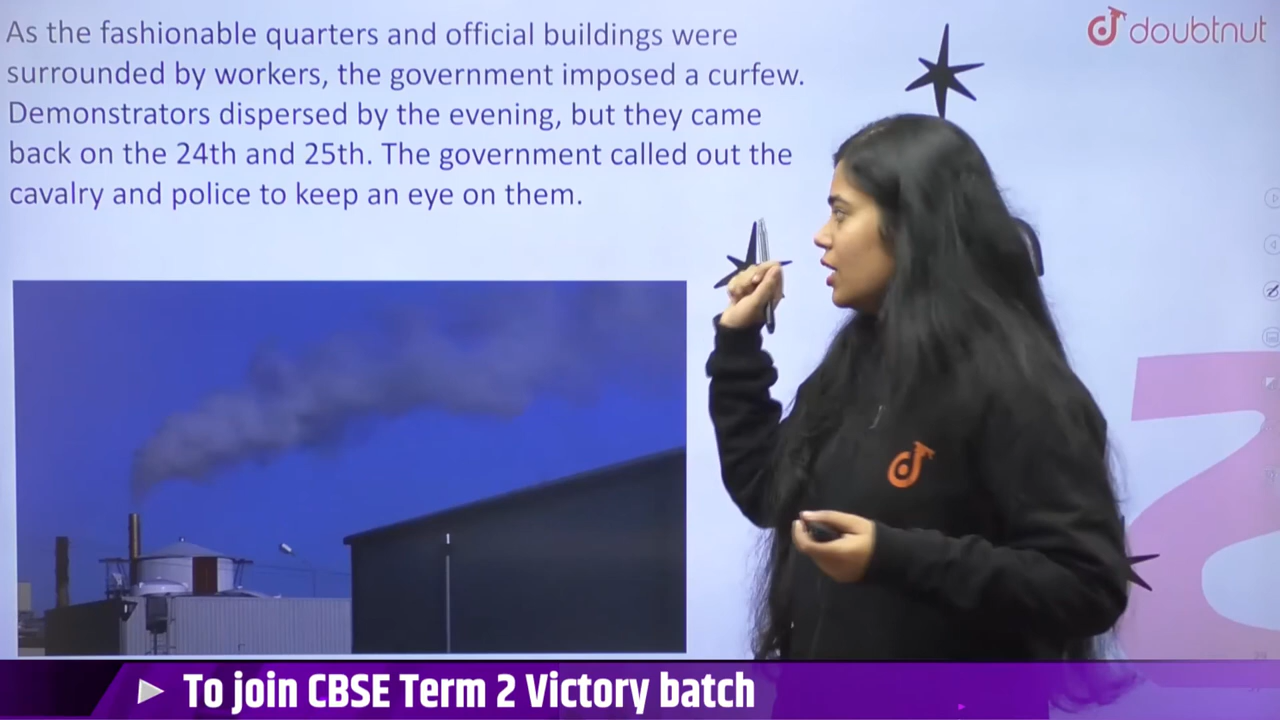 As the fashionable quarters and official buildings were
surrounded by workers, the government imposed a curfew.
Demonstrators dispersed by the evening, but they came
back on the 24th and 25th. The government called out the
cavalry and police to keep an eye on them.
doubtnut
To join CBSE Term 2 Victory batch